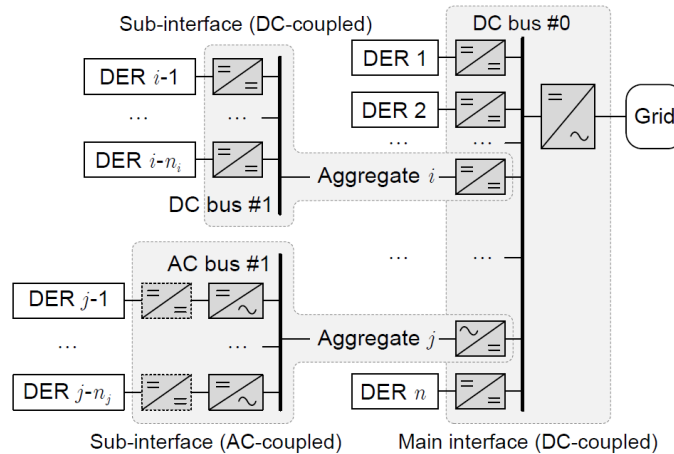 Sub-interface (DC-coupled)
DC bus #0
DER i-1
...
DER i-nᵢ
DC bus #1
Aggregate i
DER 1
DER 2
... ...
Grid
... ...
AC bus #1
DER j-1
...
DER j-nⱼ
Aggregate j
DER n
Sub-interface (AC-coupled)
Main interface (DC-coupled)